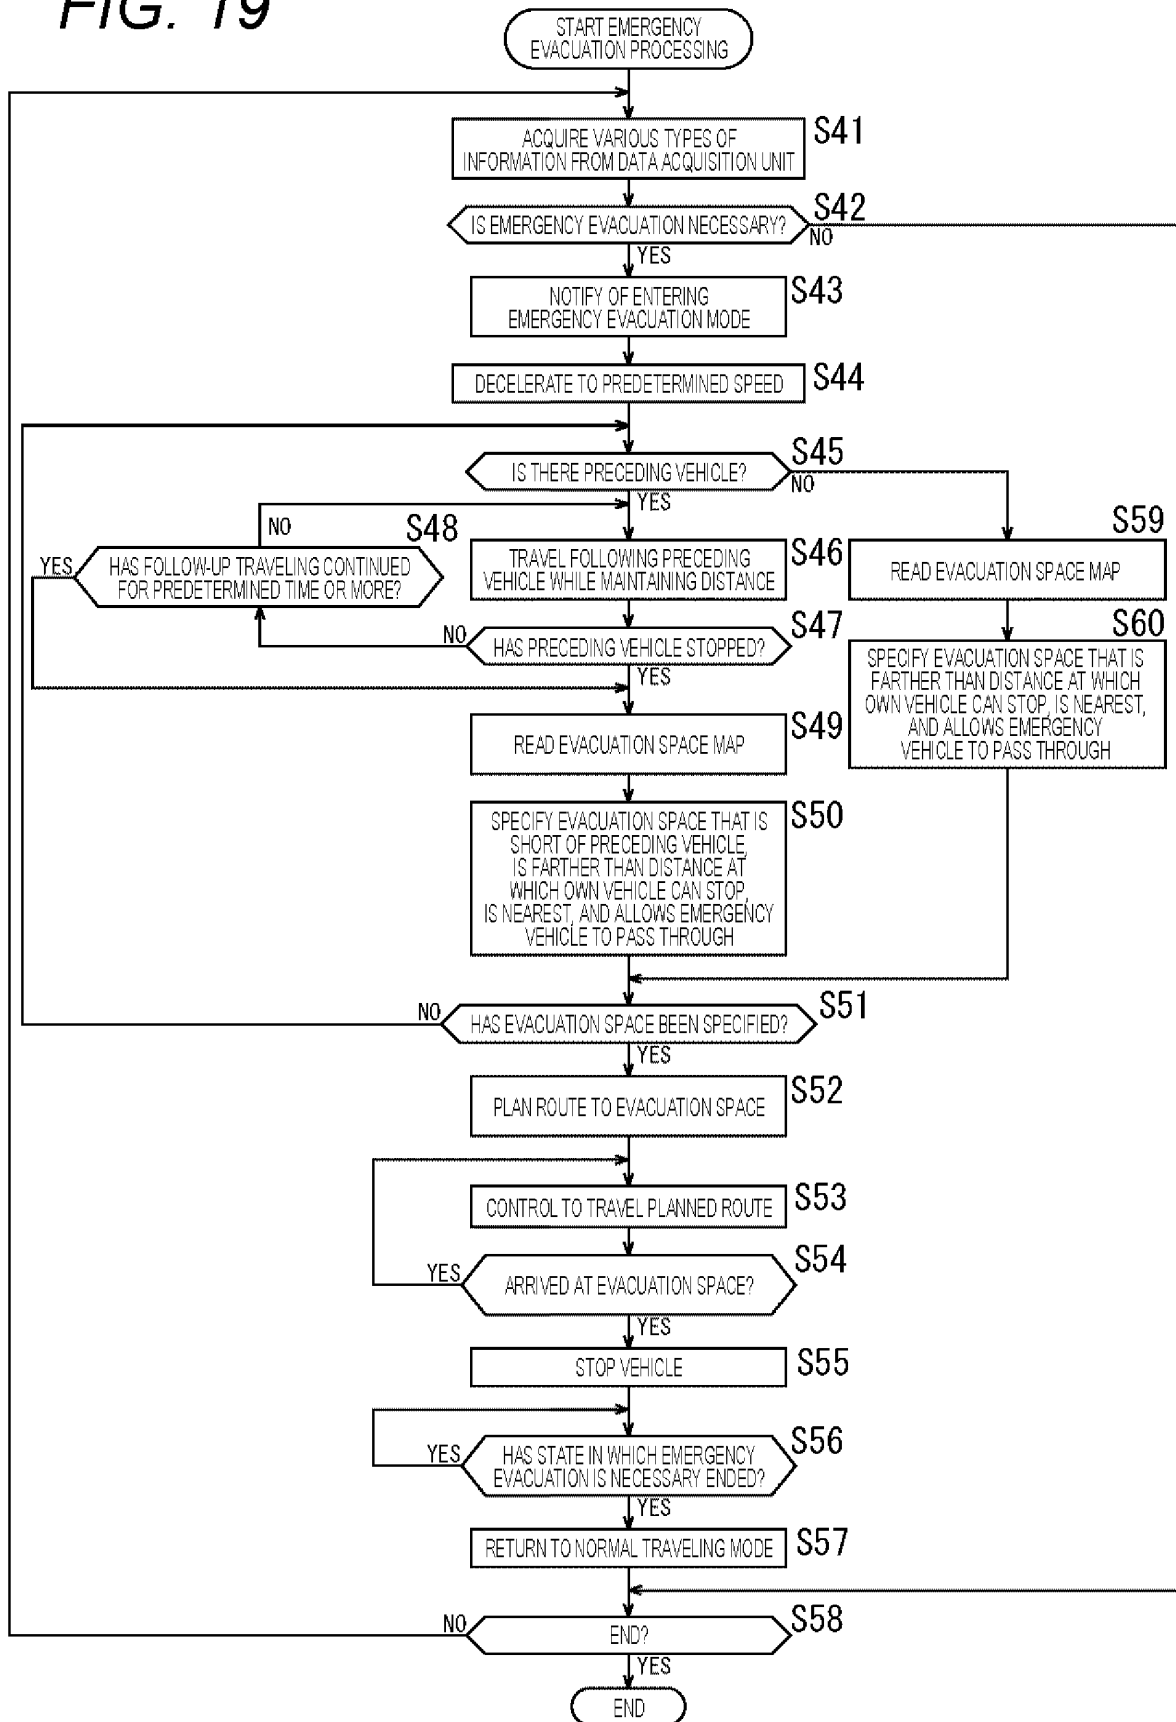 FIG. 19
START EMERGENCY
EVACUATION PROCESSING
ACQUIRE VARIOUS TYPES OF
INFORMATION FROM DATA ACQUISITION UNIT
S41
IS EMERGENCY EVACUATION NECESSARY?
S42
NO
YES
NOTIFY OF ENTERING
EMERGENCY EVACUATION MODE
S43
DECELERATE TO PREDETERMINED SPEED
S44
IS THERE PRECEDING VEHICLE?
S45
NO
YES
NO
S48
YES
HAS FOLLOW-UP TRAVELING CONTINUED
FOR PREDETERMINED TIME OR MORE?
TRAVEL FOLLOWING PRECEDING
VEHICLE WHILE MAINTAINING DISTANCE
S46
S59
READ EVACUATION SPACE MAP
NO
HAS PRECEDING VEHICLE STOPPED?
S47
YES
S60
SPECIFY EVACUATION SPACE THAT IS
FARTHER THAN DISTANCE AT WHICH
OWN VEHICLE CAN STOP, IS NEAREST,
AND ALLOWS EMERGENCY
VEHICLE TO PASS THROUGH
READ EVACUATION SPACE MAP
S49
SPECIFY EVACUATION SPACE THAT IS
SHORT OF PRECEDING VEHICLE,
IS FARTHER THAN DISTANCE AT
WHICH OWN VEHICLE CAN STOP,
IS NEAREST, AND ALLOWS EMERGENCY
VEHICLE TO PASS THROUGH
S50
NO
HAS EVACUATION SPACE BEEN SPECIFIED?
S51
YES
PLAN ROUTE TO EVACUATION SPACE
S52
CONTROL TO TRAVEL PLANNED ROUTE
S53
YES
ARRIVED AT EVACUATION SPACE?
S54
YES
STOP VEHICLE
S55
YES
HAS STATE IN WHICH EMERGENCY
EVACUATION IS NECESSARY ENDED?
S56
YES
RETURN TO NORMAL TRAVELING MODE
S57
NO
END?
S58
YES
END